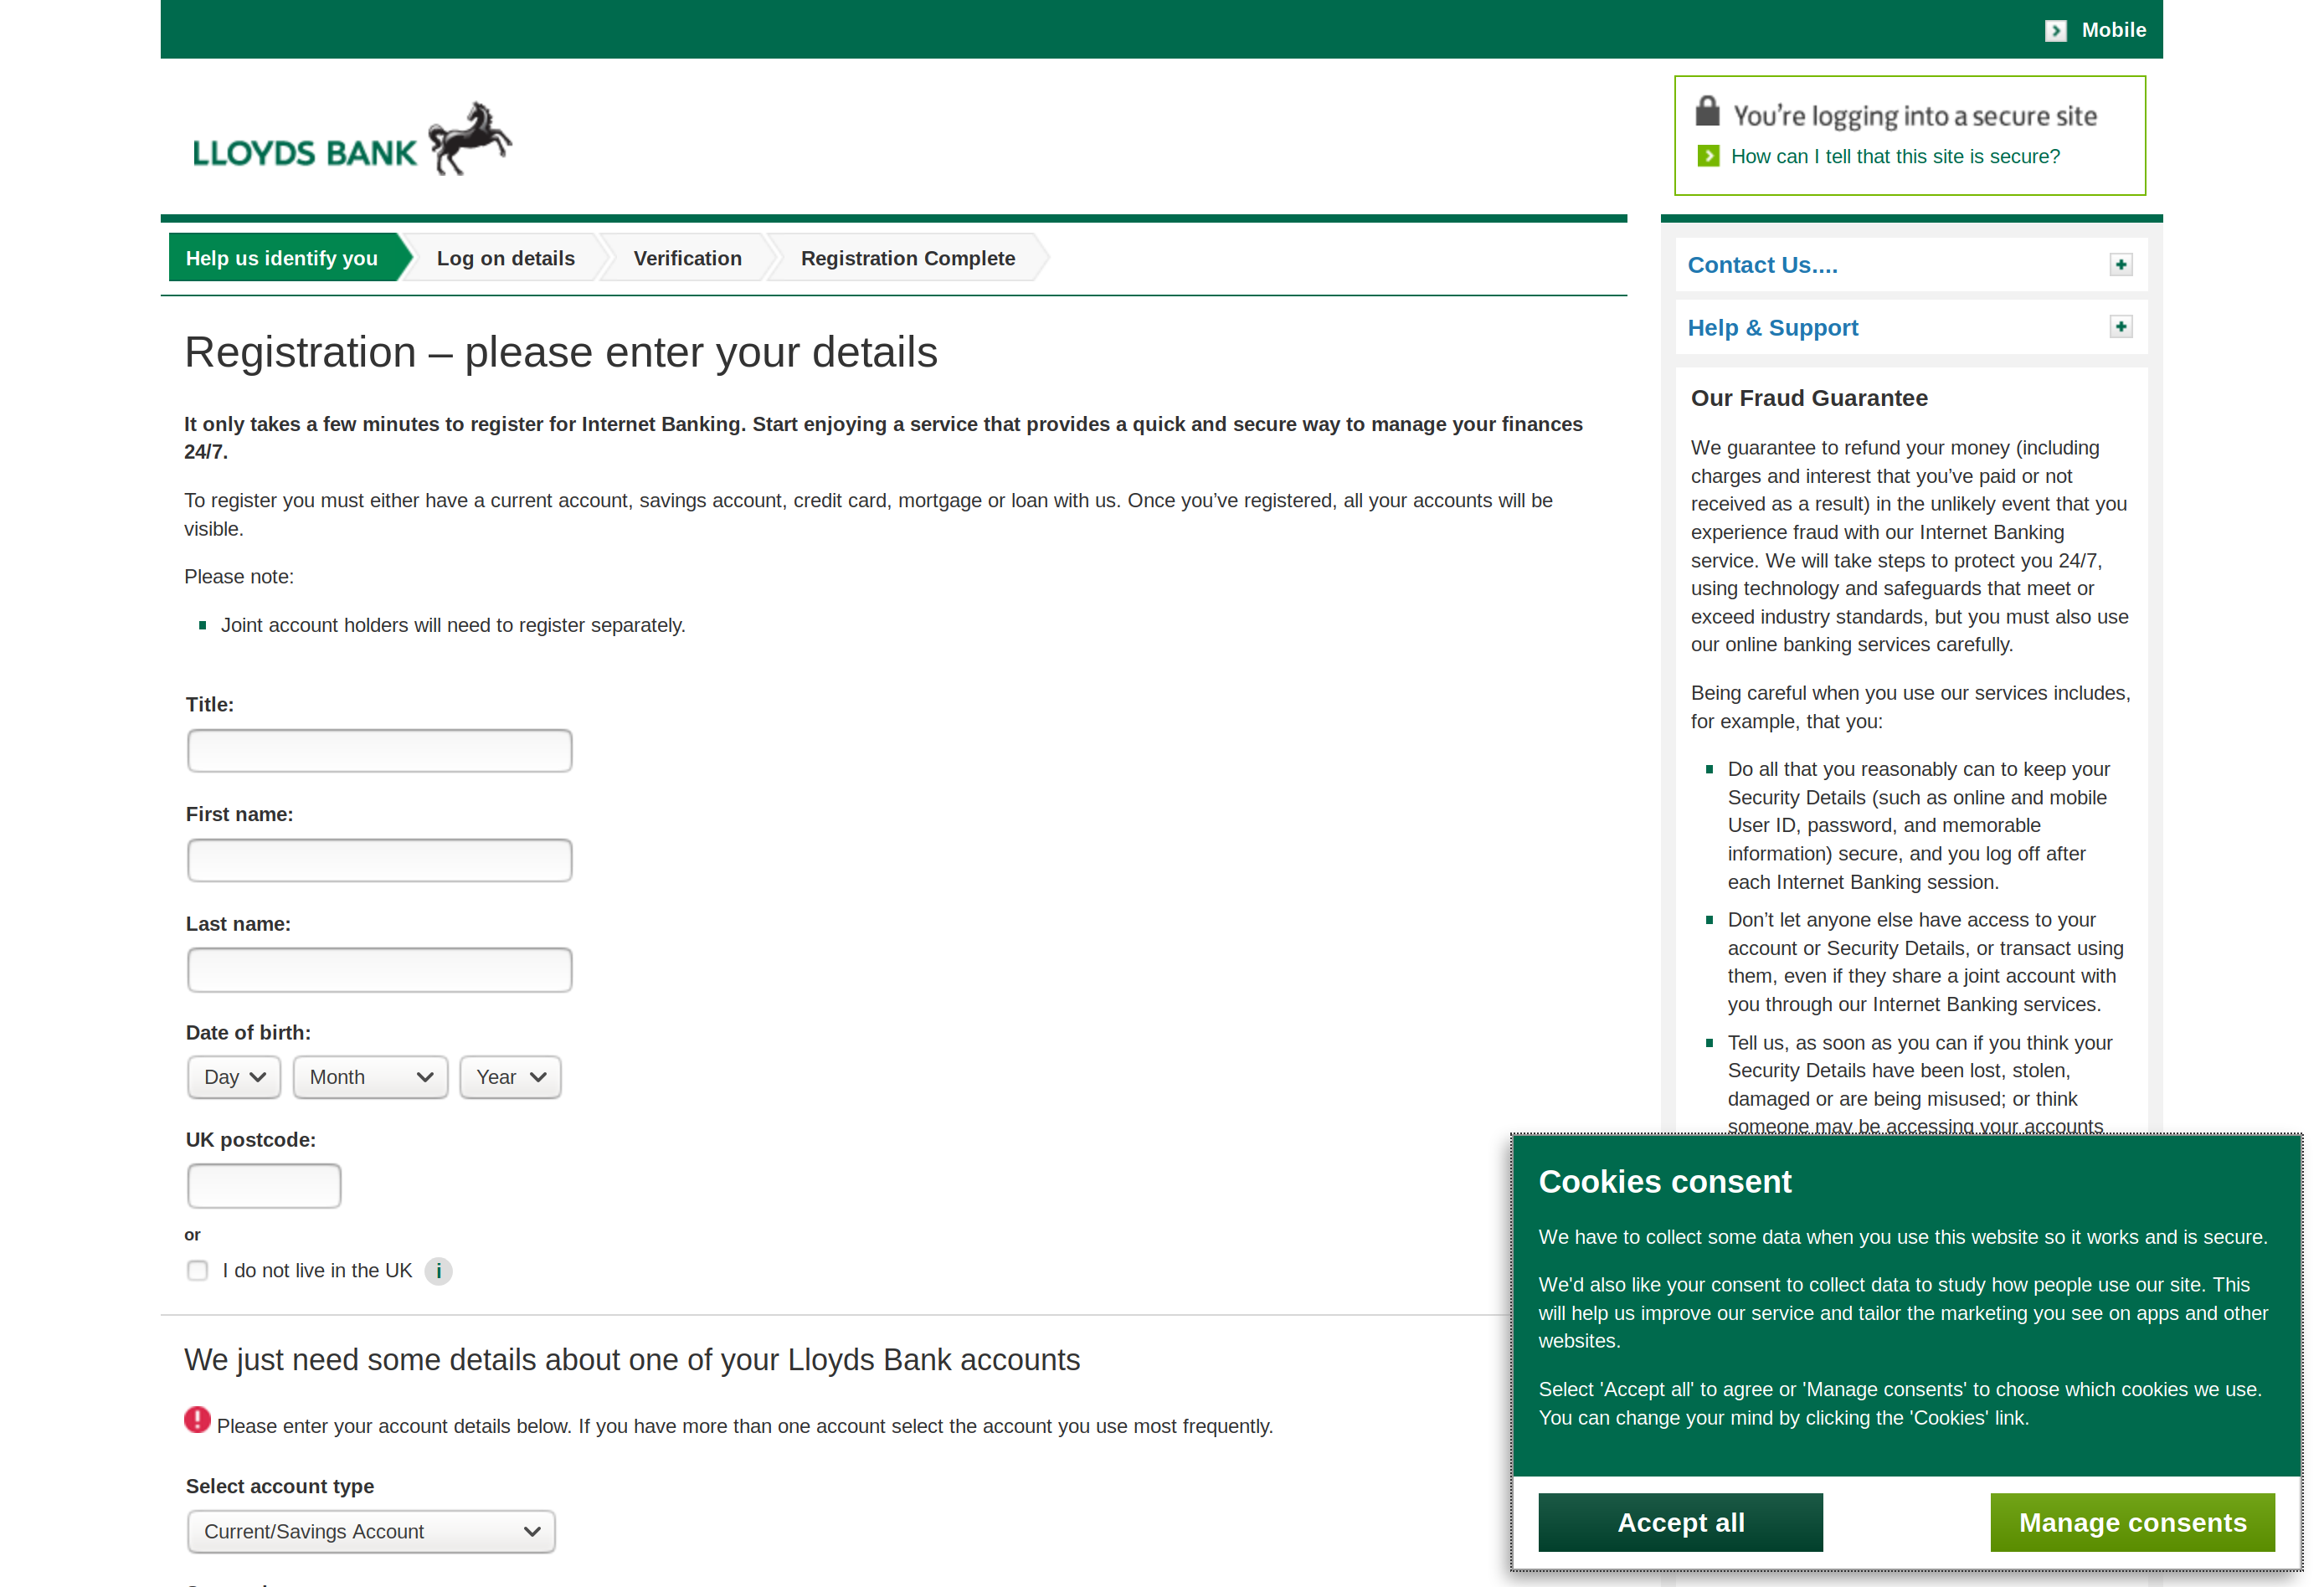 Mobile
LLOYDS BANK
You're logging into a secure site
How can I tell that this site is secure?
Help us identify you
Log on details
Verification
Registration Complete
Registration – please enter your details
It only takes a few minutes to register for Internet Banking. Start enjoying a service that provides a quick and secure way to manage your finances
24/7.
To register you must either have a current account, savings account, credit card, mortgage or loan with us. Once you’ve registered, all your accounts will be
visible.
Please note:
Joint account holders will need to register separately.
Title:
First name:
Last name:
Date of birth:
Day
Month
Year
UK postcode:
or
I do not live in the UK
i
We just need some details about one of your Lloyds Bank accounts
Please enter your account details below. If you have more than one account select the account you use most frequently.
Select account type
Current/Savings Account
Contact Us....
Help & Support
Our Fraud Guarantee
We guarantee to refund your money (including
charges and interest that you’ve paid or not
received as a result) in the unlikely event that you
experience fraud with our Internet Banking
service. We will take steps to protect you 24/7,
using technology and safeguards that meet or
exceed industry standards, but you must also use
our online banking services carefully.
Being careful when you use our services includes,
for example, that you:
Do all that you reasonably can to keep your
Security Details (such as online and mobile
User ID, password, and memorable
information) secure, and you log off after
each Internet Banking session.
Don’t let anyone else have access to your
account or Security Details, or transact using
them, even if they share a joint account with
you through our Internet Banking services.
Tell us, as soon as you can if you think your
Security Details have been lost, stolen,
damaged or are being misused; or think
someone may be accessing your accounts
Cookies consent
We have to collect some data when you use this website so it works and is secure.
We'd also like your consent to collect data to study how people use our site. This
will help us improve our service and tailor the marketing you see on apps and other
websites.
Select 'Accept all' to agree or 'Manage consents' to choose which cookies we use.
You can change your mind by clicking the 'Cookies' link.
Accept all
Manage consents